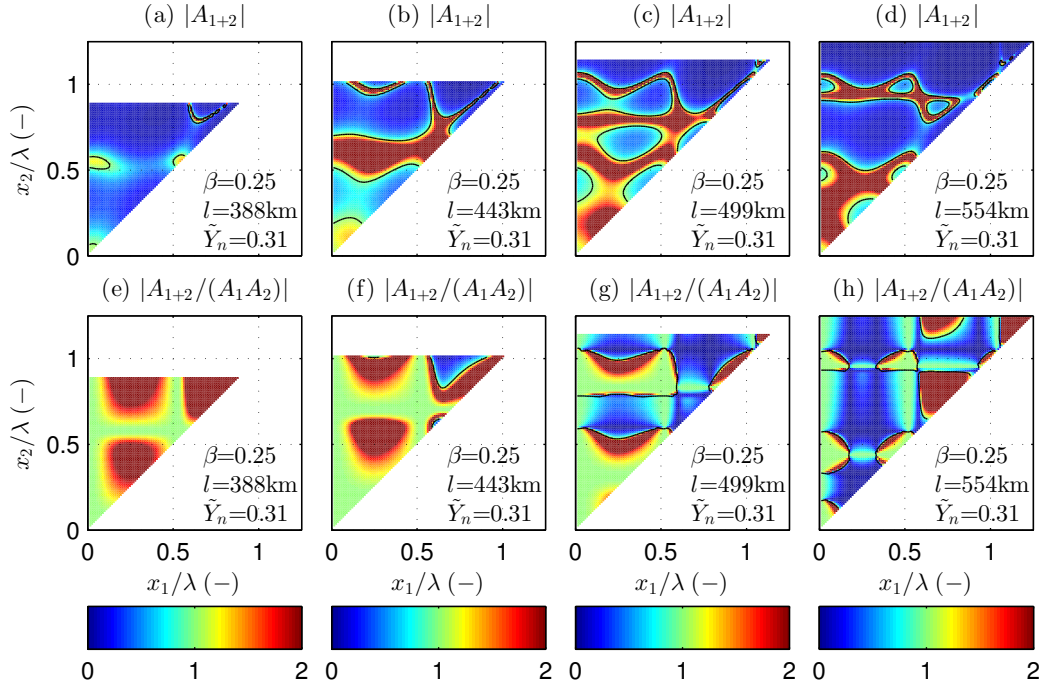 (a) |A₁₊₂| (b) |A₁₊₂| (c) |A₁₊₂| (d) |A₁₊₂|
x₂/λ (−)
1
0.5
0
β=0.25
l=388km
Ỹₙ=0.31
β=0.25
l=443km
Ỹₙ=0.31
β=0.25
l=499km
Ỹₙ=0.31
β=0.25
l=554km
Ỹₙ=0.31
(e) |A₁₊₂/(A₁A₂)| (f) |A₁₊₂/(A₁A₂)| (g) |A₁₊₂/(A₁A₂)| (h) |A₁₊₂/(A₁A₂)|
x₂/λ (−)
1
0.5
0
β=0.25
l=388km
Ỹₙ=0.31
β=0.25
l=443km
Ỹₙ=0.31
β=0.25
l=499km
Ỹₙ=0.31
β=0.25
l=554km
Ỹₙ=0.31
0 0.5 1 0 0.5 1 0 0.5 1 0 0.5 1
x₁/λ (−) x₁/λ (−) x₁/λ (−) x₁/λ (−)
0 1 2 0 1 2 0 1 2 0 1 2